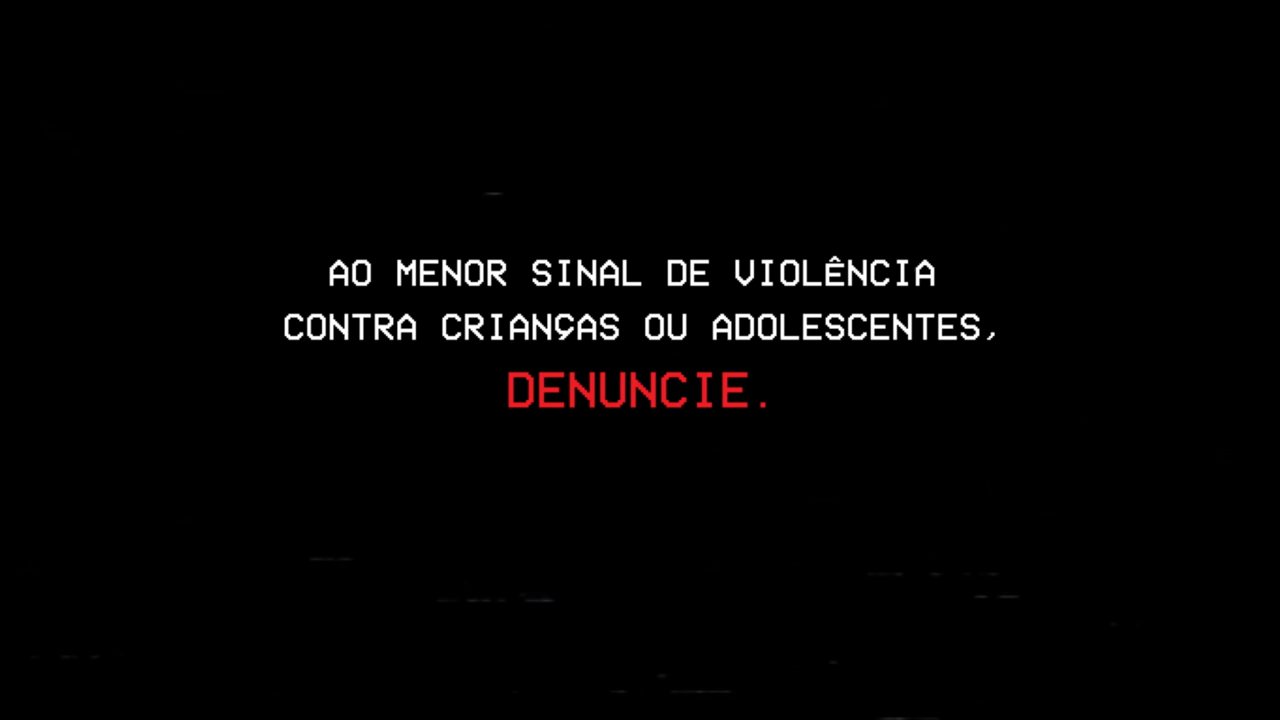 AO MENOR SINAL DE VIOLÊNCIA
CONTRA CRIANÇAS OU ADOLESCENTES,
DENUNCIE.